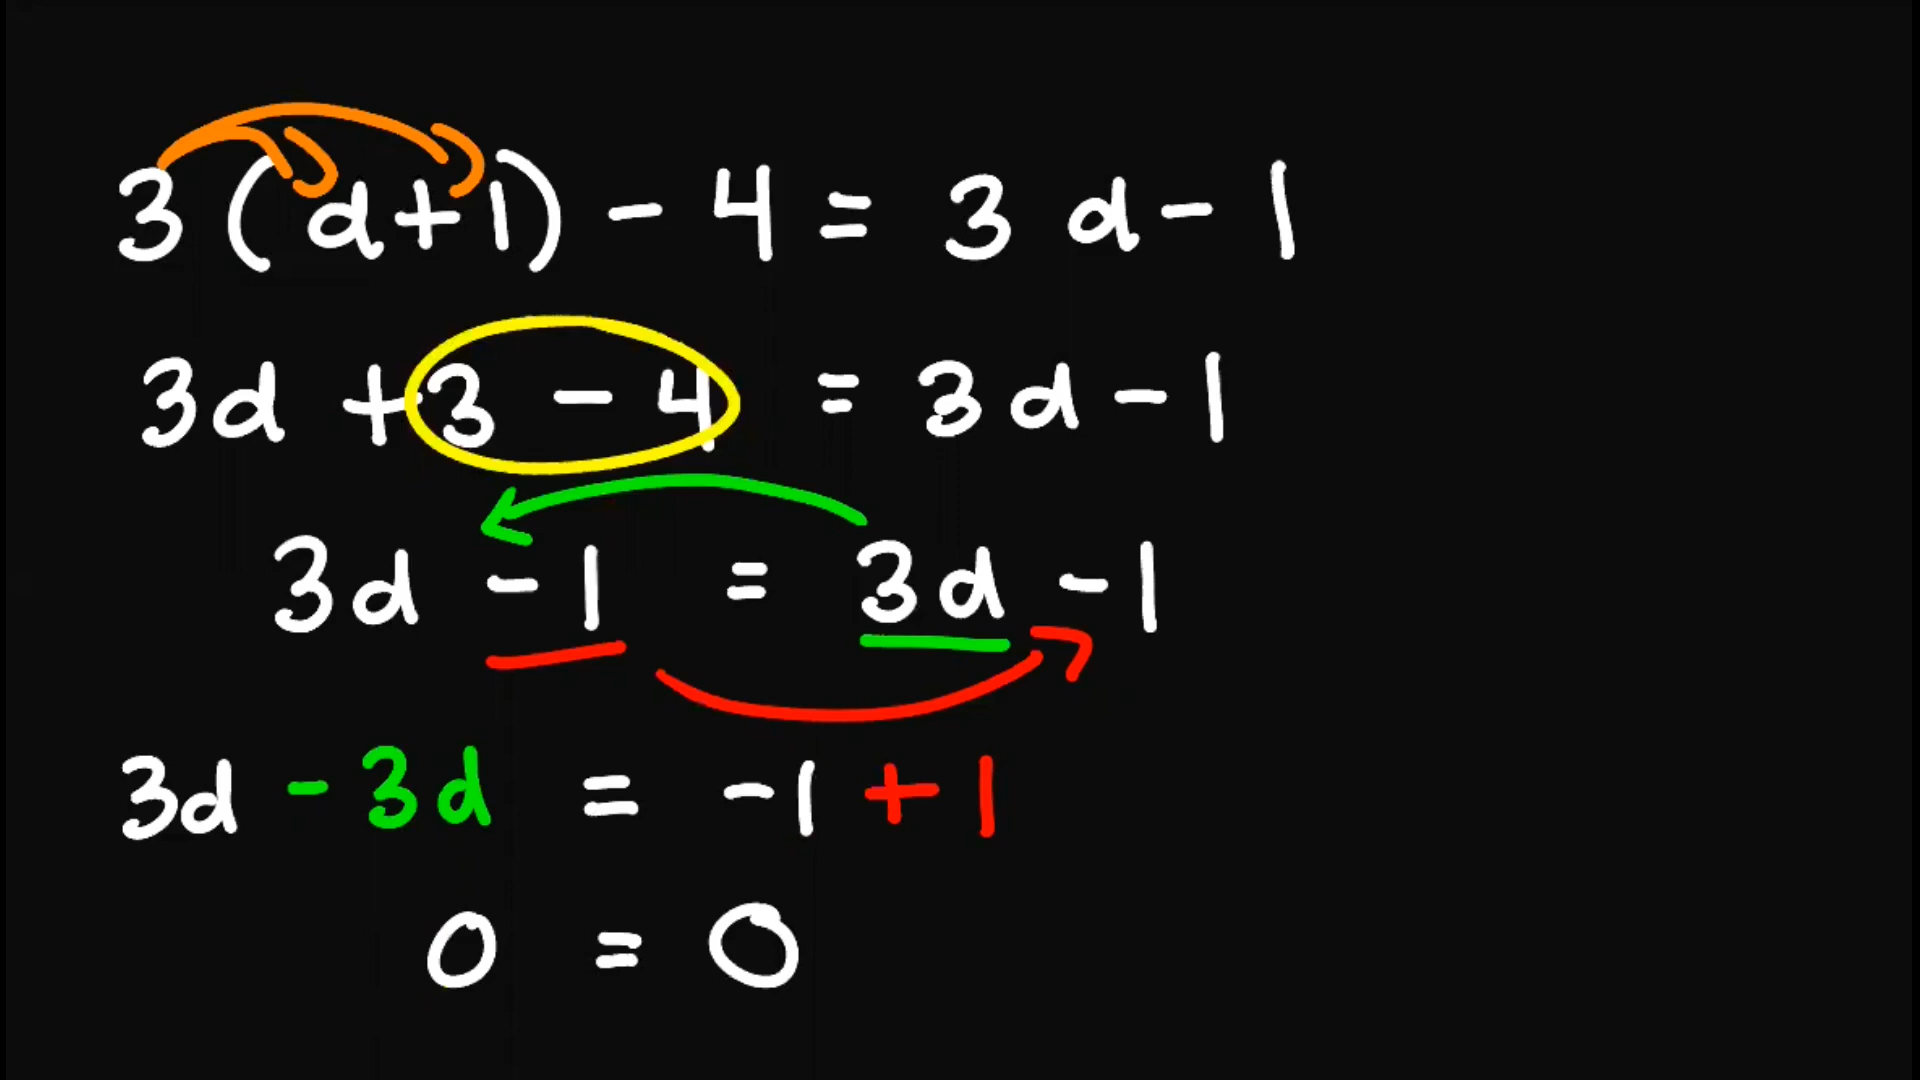 3(d+1) - 4 = 3d - 1
3d + 3 - 4 = 3d - 1
3d - 1 = 3d - 1
3d - 3d = -1 + 1
0 = 0